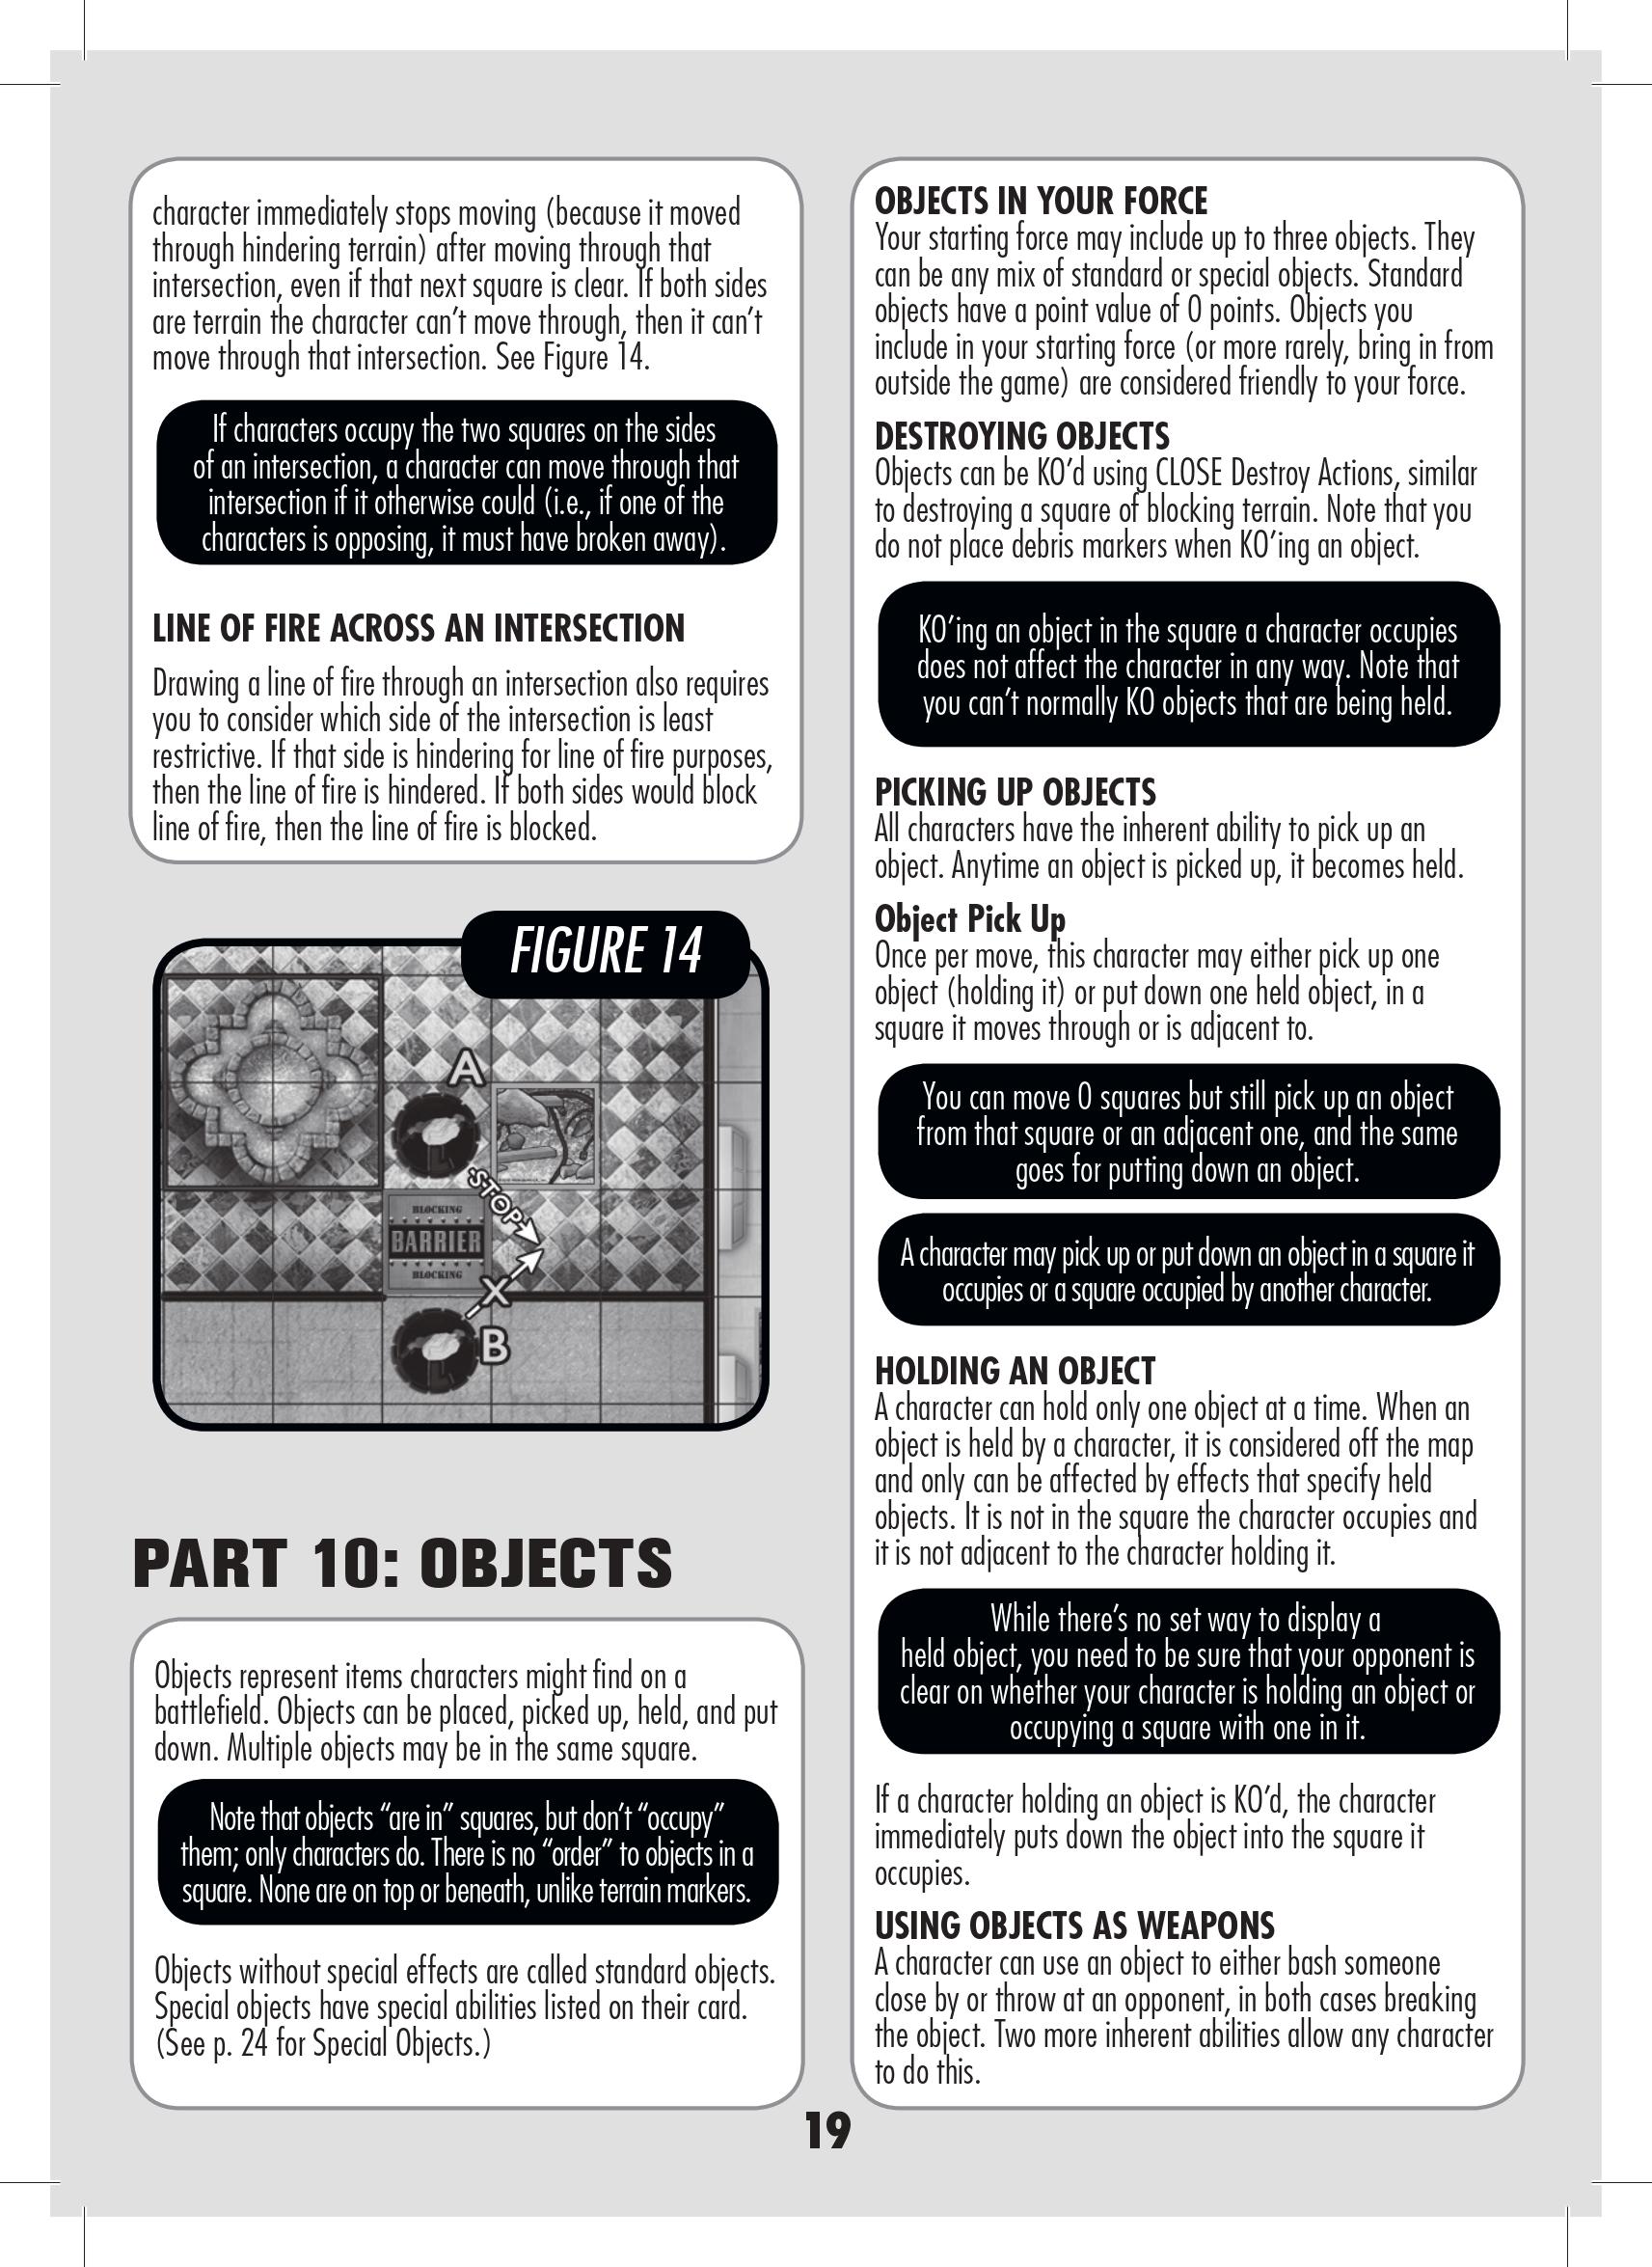 character immediately stops moving (because it moved
through hindering terrain) after moving through that
intersection, even if that next square is clear. If both sides
are terrain the character can’t move through, then it can’t
move through that intersection. See Figure 14.
If characters occupy the two squares on the sides
of an intersection, a character can move through that
intersection if it otherwise could (i.e., if one of the
characters is opposing, it must have broken away).
LINE OF FIRE ACROSS AN INTERSECTION
Drawing a line of fire through an intersection also requires
you to consider which side of the intersection is least
restrictive. If that side is hindering for line of fire purposes,
then the line of fire is hindered. If both sides would block
line of fire, then the line of fire is blocked.
FIGURE 14
A
STOP
BLOCKING
BARRIER
BLOCKING
X
B
PART 10: OBJECTS
Objects represent items characters might find on a
battlefield. Objects can be placed, picked up, held, and put
down. Multiple objects may be in the same square.
Note that objects “are in” squares, but don’t “occupy”
them; only characters do. There is no “order” to objects in a
square. None are on top or beneath, unlike terrain markers.
Objects without special effects are called standard objects.
Special objects have special abilities listed on their card.
(See p. 24 for Special Objects.)
OBJECTS IN YOUR FORCE
Your starting force may include up to three objects. They
can be any mix of standard or special objects. Standard
objects have a point value of 0 points. Objects you
include in your starting force (or more rarely, bring in from
outside the game) are considered friendly to your force.
DESTROYING OBJECTS
Objects can be KO’d using CLOSE Destroy Actions, similar
to destroying a square of blocking terrain. Note that you
do not place debris markers when KO’ing an object.
KO’ing an object in the square a character occupies
does not affect the character in any way. Note that
you can’t normally KO objects that are being held.
PICKING UP OBJECTS
All characters have the inherent ability to pick up an
object. Anytime an object is picked up, it becomes held.
Object Pick Up
Once per move, this character may either pick up one
object (holding it) or put down one held object, in a
square it moves through or is adjacent to.
You can move 0 squares but still pick up an object
from that square or an adjacent one, and the same
goes for putting down an object.
A character may pick up or put down an object in a square it
occupies or a square occupied by another character.
HOLDING AN OBJECT
A character can hold only one object at a time. When an
object is held by a character, it is considered off the map
and only can be affected by effects that specify held
objects. It is not in the square the character occupies and
it is not adjacent to the character holding it.
While there’s no set way to display a
held object, you need to be sure that your opponent is
clear on whether your character is holding an object or
occupying a square with one in it.
If a character holding an object is KO’d, the character
immediately puts down the object into the square it
occupies.
USING OBJECTS AS WEAPONS
A character can use an object to either bash someone
close by or throw at an opponent, in both cases breaking
the object. Two more inherent abilities allow any character
to do this.
19